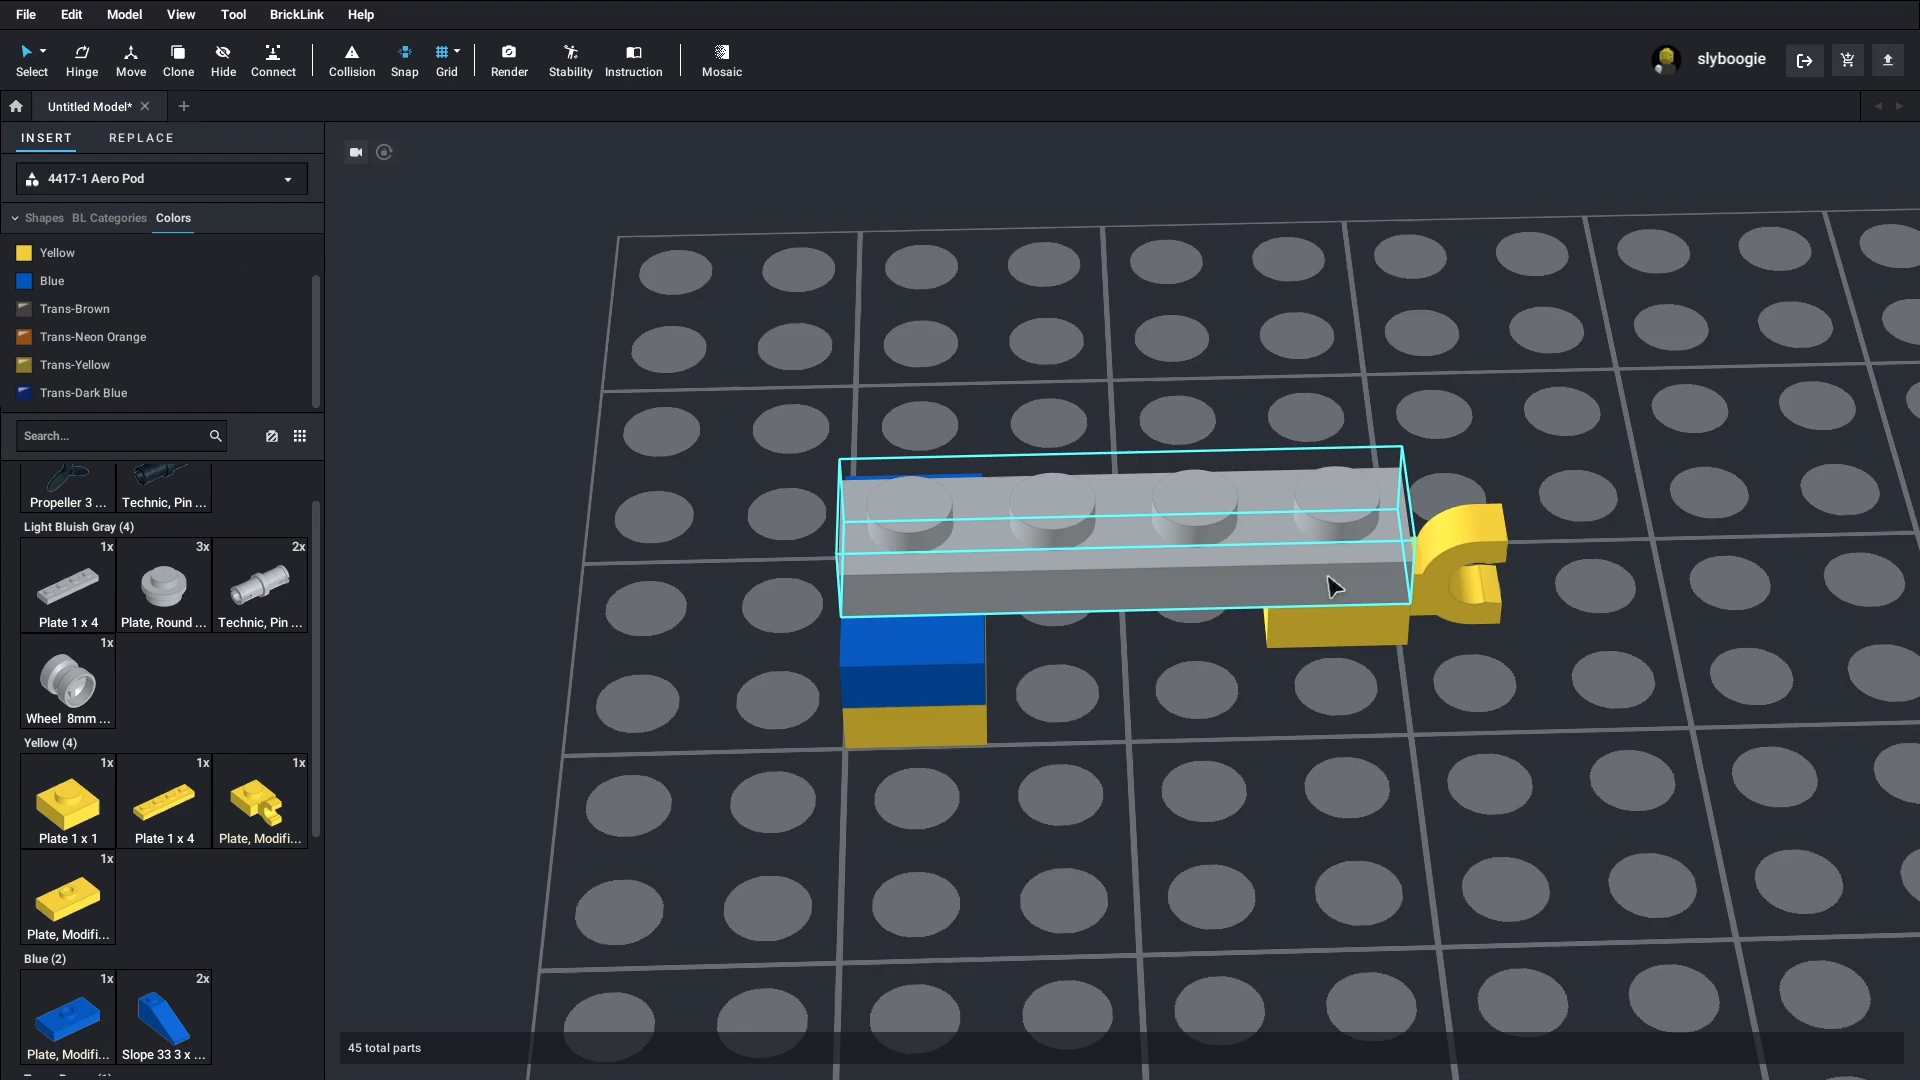 File Edit Model View Tool BrickLink Help
Select Hinge Move Clone Hide Connect Collision Snap Grid Render Stability Instruction Mosaic slyboogie
Untitled Model*
INSERT REPLACE
4417-1 Aero Pod
Shapes BL Categories Colors
Yellow
Blue
Trans-Brown
Trans-Neon Orange
Trans-Yellow
Trans-Dark Blue
Search...
Propeller 3 ... Technic, Pin ...
Light Bluish Gray (4)
1x 3x 2x
Plate 1 x 4 Plate, Round ... Technic, Pin ...
1x
Wheel 8mm ...
Yellow (4)
1x 1x 1x
Plate 1 x 1 Plate 1 x 4 Plate, Modifi...
1x
Plate, Modifi...
Blue (2)
1x 2x
Plate, Modifi... Slope 33 3 x ...
45 total parts